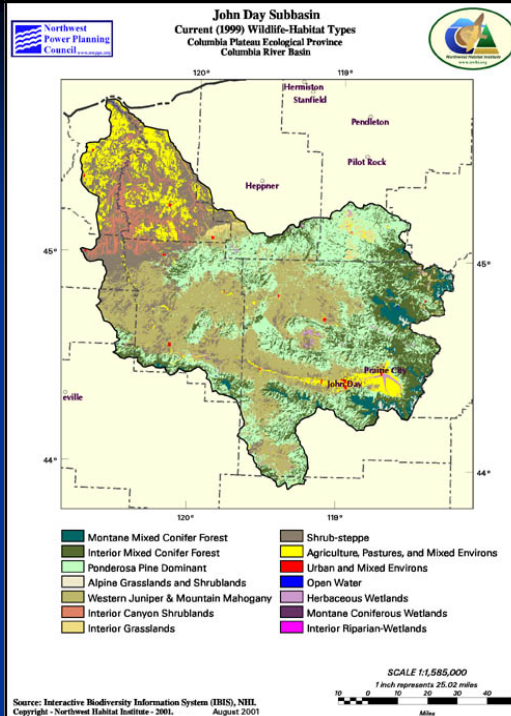 John Day Subbasin
Current (1999) Wildlife-Habitat Types
Columbia Plateau Ecological Province
Columbia River Basin
Northwest
Power Planning
Council
Northwest Habitat Institute
120°
119°
Hermiston
Stanfield
Pendleton
Pilot Rock
Heppner
45°
45°
Prairie City
John Day
eville
44°
44°
120°
119°
Montane Mixed Conifer Forest
Interior Mixed Conifer Forest
Ponderosa Pine Dominant
Alpine Grasslands and Shrublands
Western Juniper & Mountain Mahogany
Interior Canyon Shrublands
Interior Grasslands
Shrub-steppe
Agriculture, Pastures, and Mixed Environs
Urban and Mixed Environs
Open Water
Herbaceous Wetlands
Montane Coniferous Wetlands
Interior Riparian-Wetlands
SCALE 1:1,585,000
1 inch represents 25.02 miles
10 0 10 20 30 40
Miles
Source: Interactive Biodiversity Information System (IBIS), NHI.
Copyright - Northwest Habitat Institute - 2001. August 2001